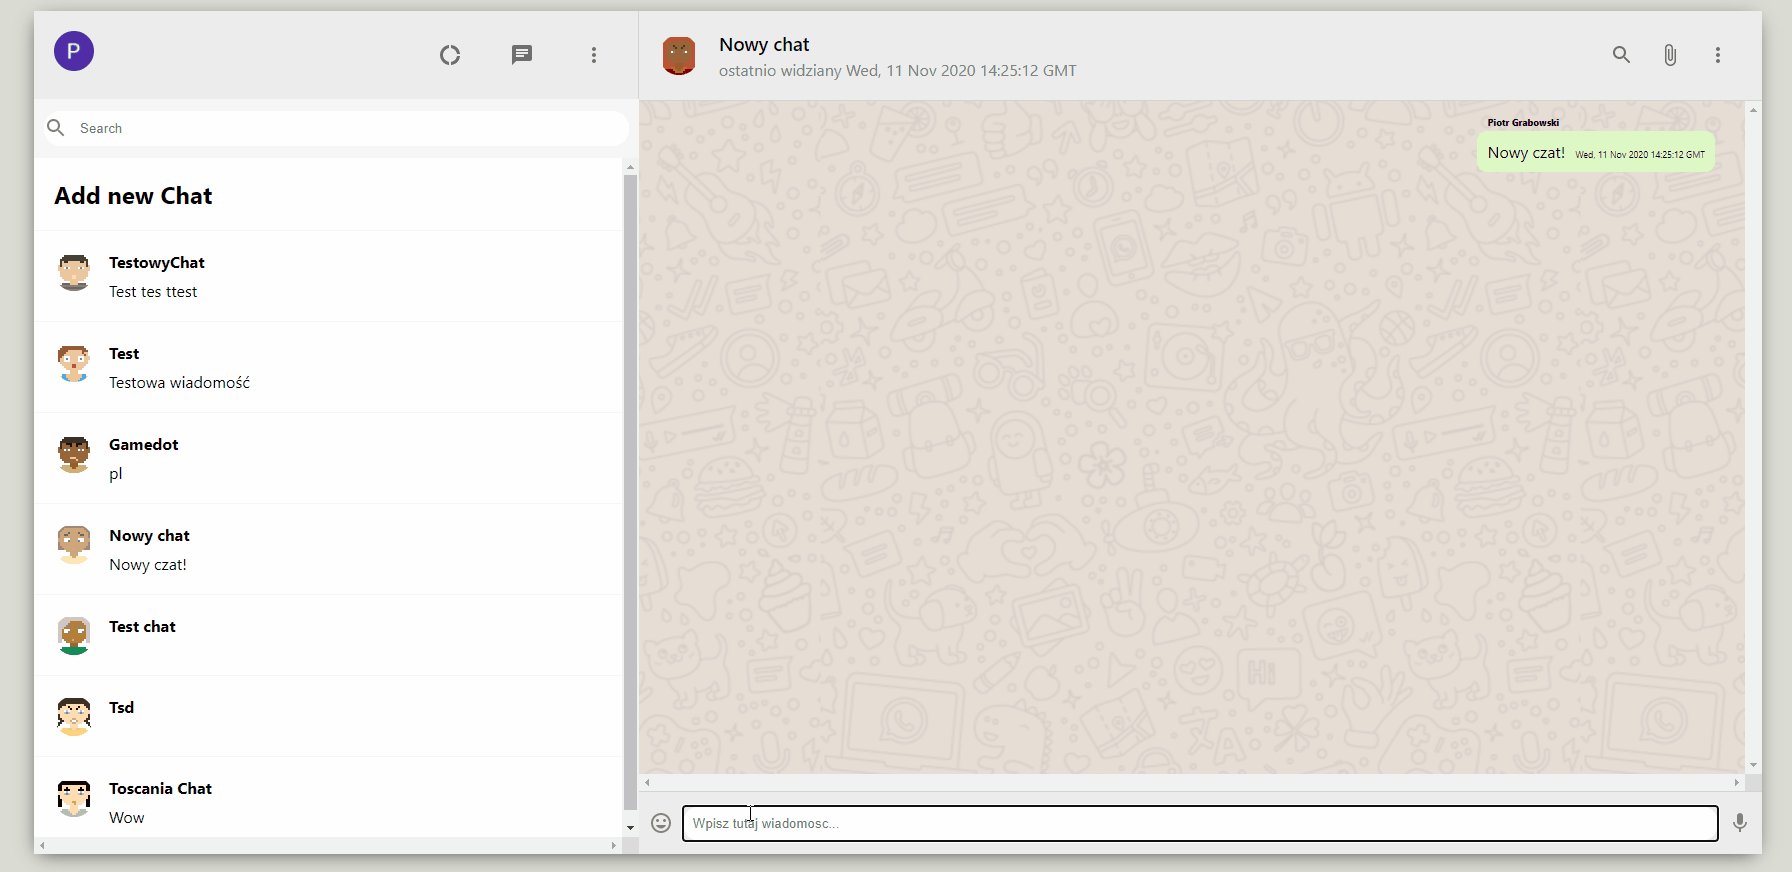 P
Search
Add new Chat
TestowyChat
Test tes ttest
Test
Testowa wiadomość
Gamedot
pl
Nowy chat
Nowy czat!
Test chat
Tsd
Toscania Chat
Wow
Nowy chat
ostatnio widziany Wed, 11 Nov 2020 14:25:12 GMT
Piotr Grabowski
Nowy czat! Wed, 11 Nov 2020 14:25:12 GMT
Hi
Wpisz tutaj wiadomosc...